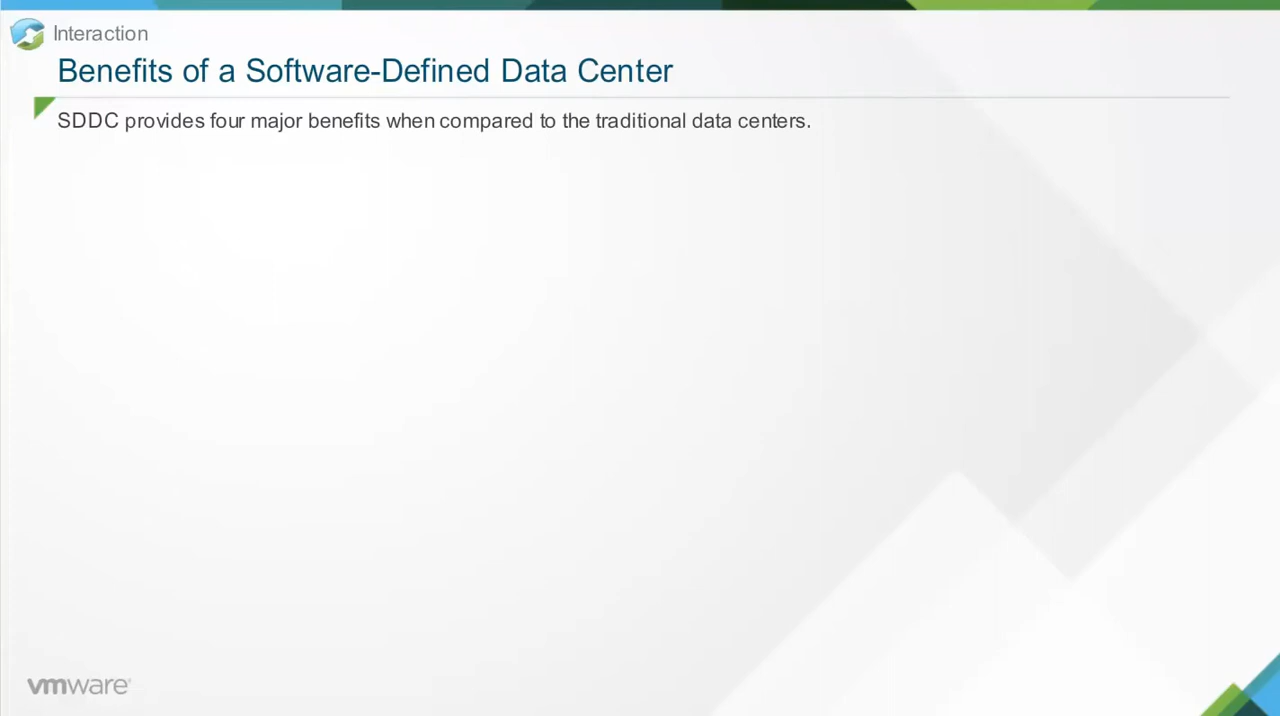 Interaction
Benefits of a Software-Defined Data Center
SDDC provides four major benefits when compared to the traditional data centers.
vmware®